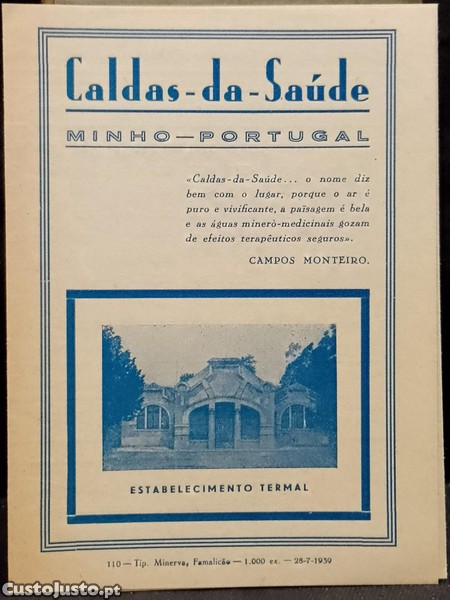 Caldas-da-Saúde
MINHO—PORTUGAL
«Caldas-da-Saúde... o nome diz
bem com o lugar, porque o ar é
puro e vivificante, a païsagem é bela
e as águas minerò-medicinais gozam
de efeitos terapêuticos seguros».
CAMPOS MONTEIRO.
ESTABELECIMENTO TERMAL
110 — Tip. Minerva, Famalicão — 1.000 ex. — 28-7-1939
CustoJusto.pt